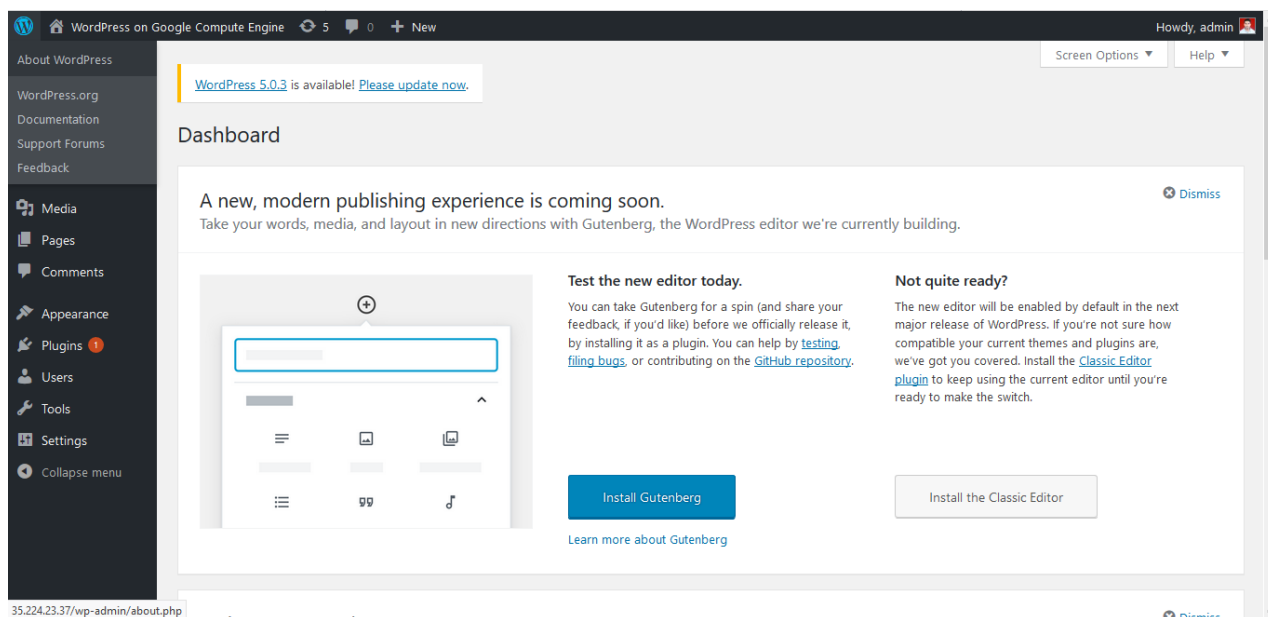 WordPress on Google Compute Engine 5 0 New Howdy, admin
About WordPress
WordPress.org
Documentation
Support Forums
Feedback
Media
Pages
Comments
Appearance
Plugins 1
Users
Tools
Settings
Collapse menu
Screen Options Help
WordPress 5.0.3 is available! Please update now.
Dashboard
A new, modern publishing experience is coming soon.
Dismiss
Take your words, media, and layout in new directions with Gutenberg, the WordPress editor we're currently building.
Test the new editor today.
You can take Gutenberg for a spin (and share your
feedback, if you'd like) before we officially release it,
by installing it as a plugin. You can help by testing,
filing bugs, or contributing on the GitHub repository.
Install Gutenberg
Learn more about Gutenberg
Not quite ready?
The new editor will be enabled by default in the next
major release of WordPress. If you're not sure how
compatible your current themes and plugins are,
we've got you covered. Install the Classic Editor
plugin to keep using the current editor until you're
ready to make the switch.
Install the Classic Editor
Dismiss
35.224.23.37/wp-admin/about.php